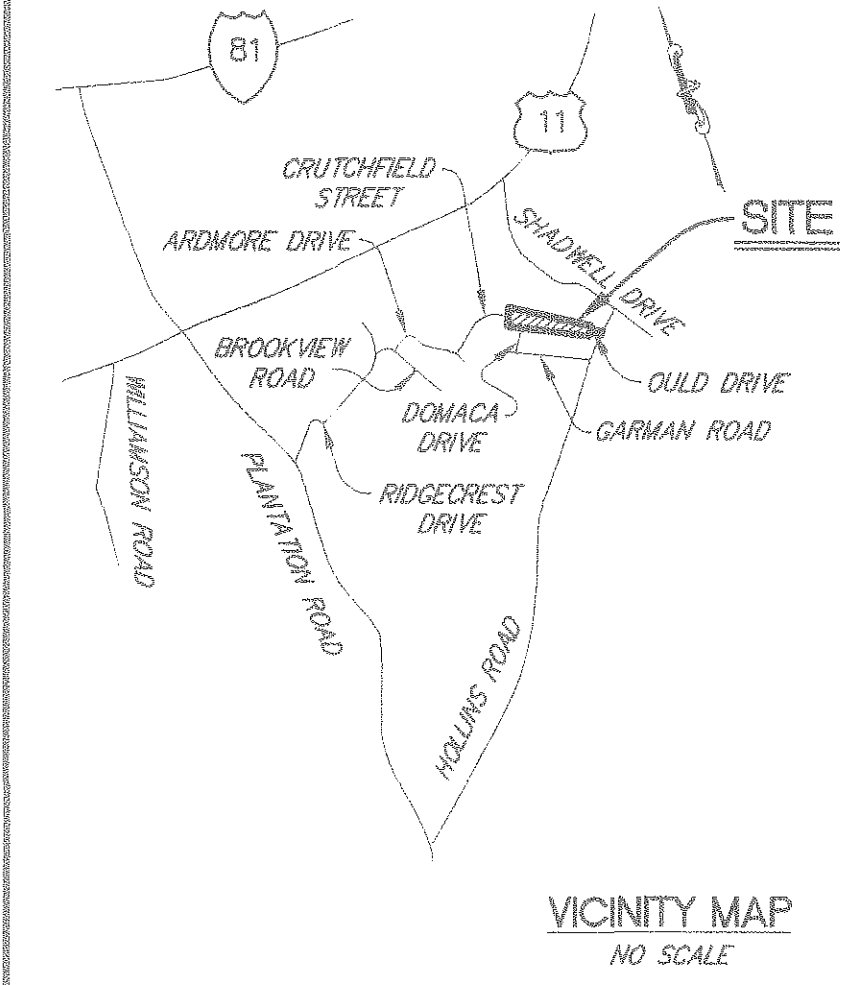 81
11
CRUTCHFIELD
STREET
SHADWELL DRIVE
SITE
ARDMORE DRIVE
BROOKVIEW
ROAD
OULD DRIVE
DOMACA
DRIVE
GARMAN ROAD
WILLIAMSON ROAD
PLANTATION ROAD
RIDGECREST
DRIVE
HOLLINS ROAD
VICINITY MAP
NO SCALE